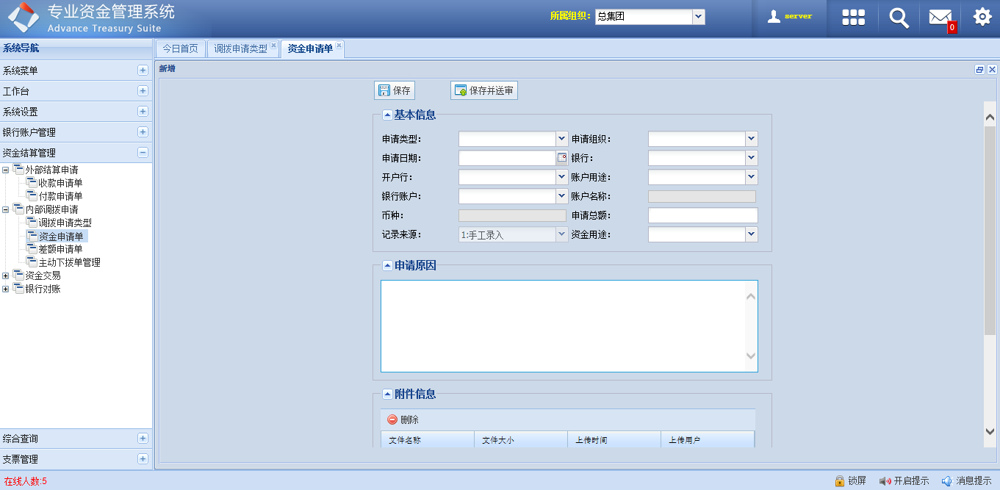 专业资金管理系统
Advance Treasury Suite
所属组织: 总集团
server
0
系统导航
系统菜单
工作台
系统设置
银行账户管理
资金结算管理
外部结算申请
收款申请单
付款申请单
内部调拨申请
调拨申请类型
资金申请单
差额申请单
主动下拨单管理
资金交易
银行对账
综合查询
支票管理
今日首页 调拨申请类型 资金申请单
新增
保存 保存并送审
基本信息
申请类型: 申请组织:
申请日期: 银行:
开户行: 账户用途:
银行账户: 账户名称:
币种: 申请总额:
记录来源: 1:手工录入 资金用途:
申请原因
附件信息
删除
文件名称 文件大小 上传时间 上传用户
在线人数:5
锁屏 开启提示 消息提示